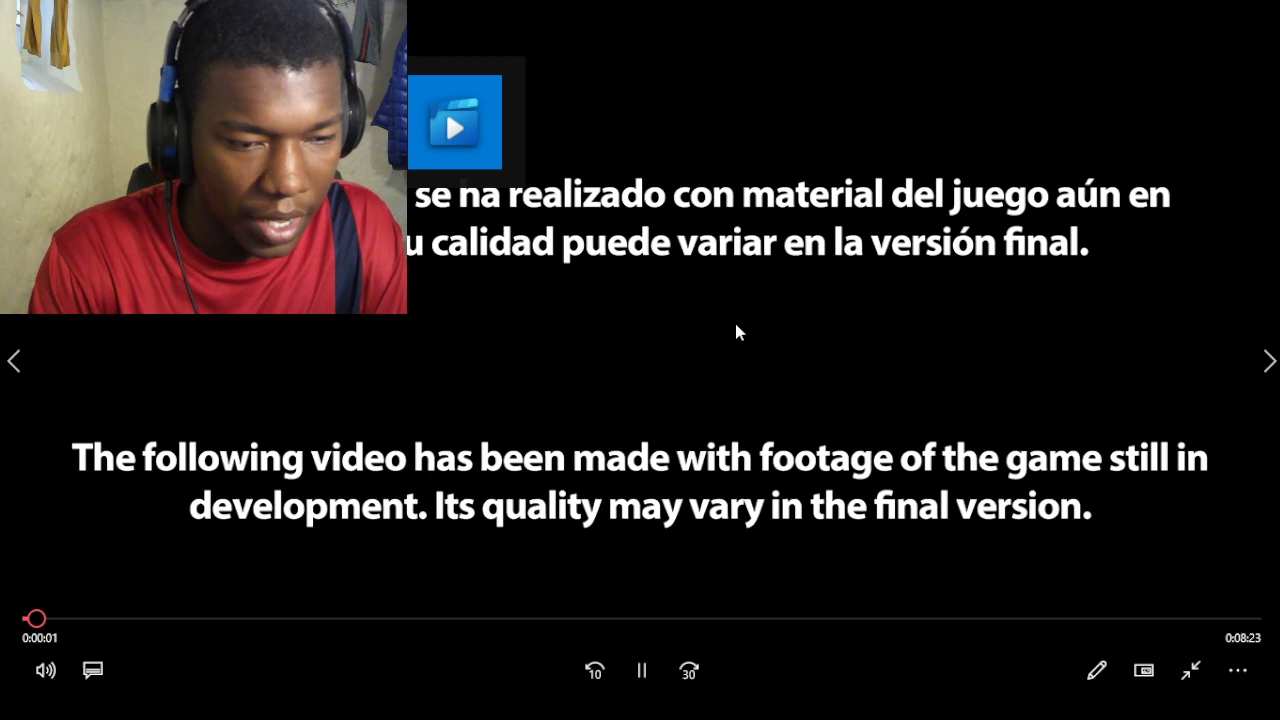 se ha realizado con material del juego aún en
calidad puede variar en la versión final.
The following video has been made with footage of the game still in
development. Its quality may vary in the final version.
0:00:01
0:08:23
10
30